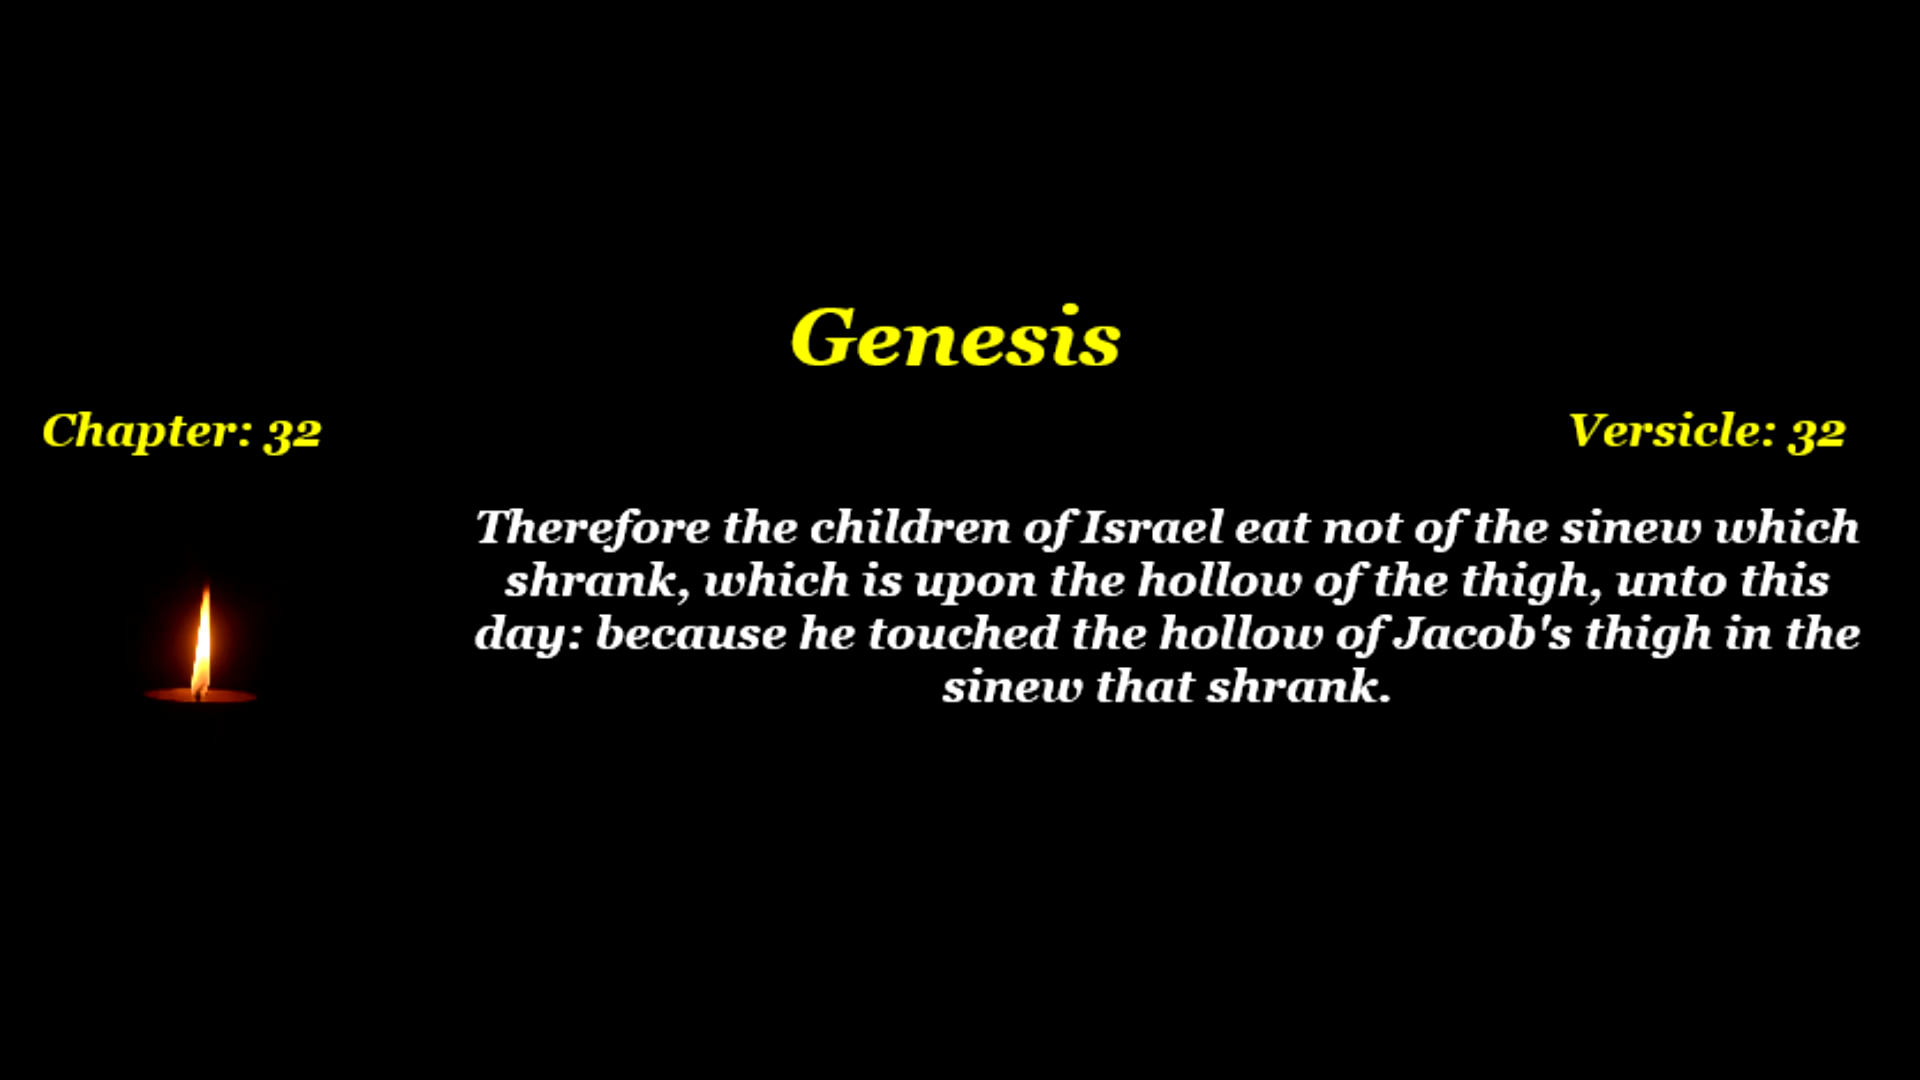 Genesis
Chapter: 32
Versicle: 32
Therefore the children of Israel eat not of the sinew which
shrank, which is upon the hollow of the thigh, unto this
day: because he touched the hollow of Jacob's thigh in the
sinew that shrank.